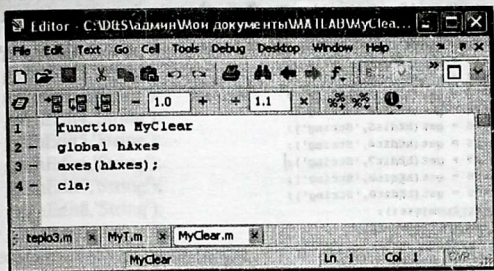 Editor - C:\D&S\админ\Мои документы\MATLAB\MyClea...
File Edit Text Go Cell Tools Debug Desktop Window Help
- 1.0 + ÷ 1.1 ×
1 function MyClear
2 - global hAxes
3 - axes(hAxes);
4 - cla;
teplo3.m × MyT.m × MyClear.m ×
MyClear Ln 1 Col 1 OVR